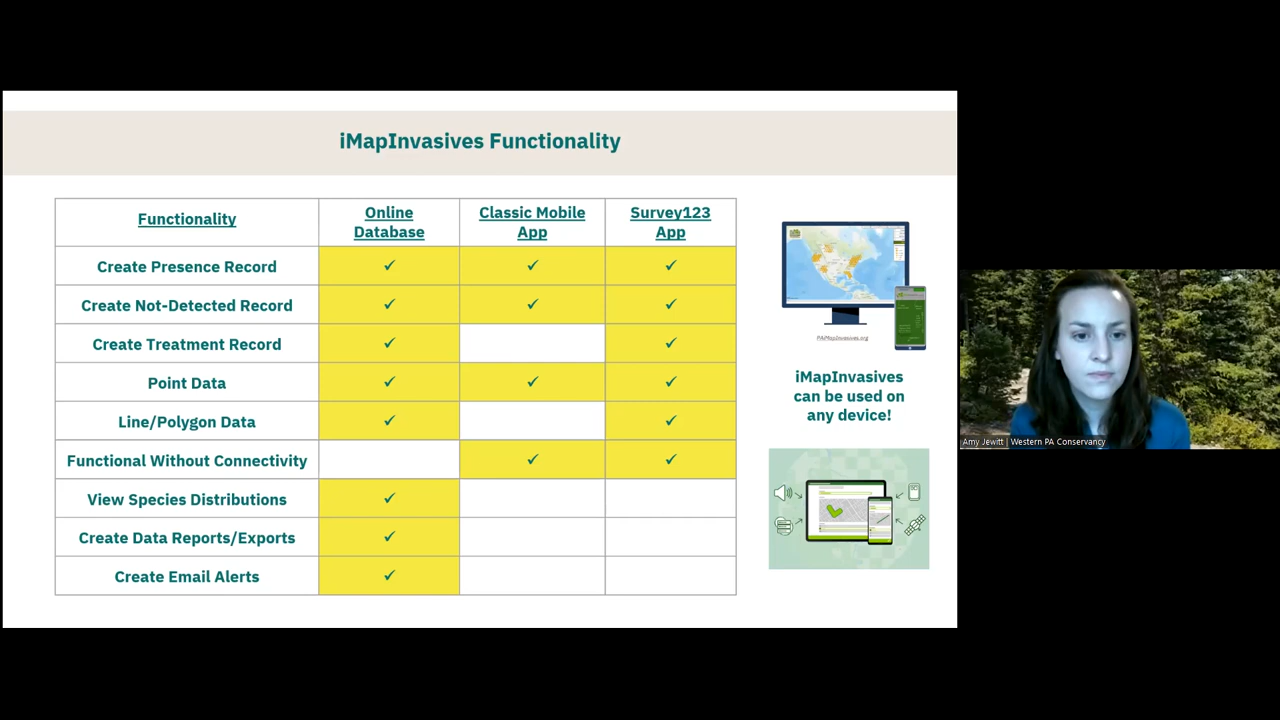 iMapInvasives Functionality
Functionality
Online
Database
Classic Mobile
App
Survey123
App
Create Presence Record ✓ ✓ ✓
Create Not-Detected Record ✓ ✓ ✓
Create Treatment Record ✓ ✓
Point Data ✓ ✓ ✓
Line/Polygon Data ✓ ✓
Functional Without Connectivity ✓ ✓
View Species Distributions ✓
Create Data Reports/Exports ✓
Create Email Alerts ✓
PAiMapInvasives.org
iMapInvasives
can be used on
any device!
Amy Jewitt | Western PA Conservancy